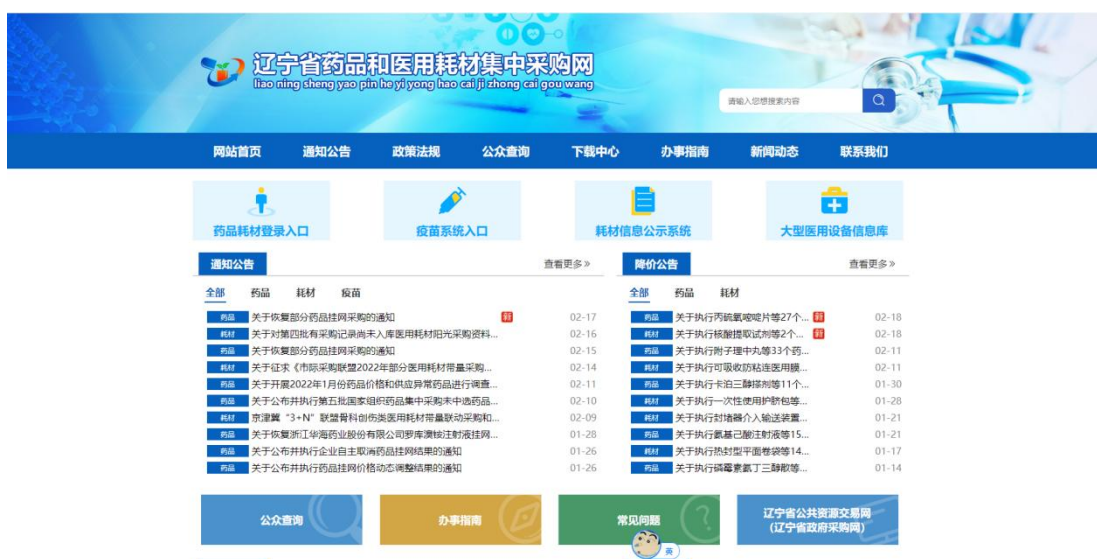 辽宁省药品和医用耗材集中采购网
liao ning sheng yao pin he yi yong hao cai ji zhong cai gou wang
请输入您想搜索内容
网站首页 通知公告 政策法规 公众查询 下载中心 办事指南 新闻动态 联系我们
药品耗材登录入口 疫苗系统入口 耗材信息公示系统 大型医用设备信息库
通知公告 查看更多»
全部 药品 耗材 疫苗
药品 关于恢复部分药品挂网采购的通知 新 02-17
耗材 关于对第四批有采购记录尚未入库医用耗材阳光采购资料... 02-16
药品 关于恢复部分药品挂网采购的通知 02-15
耗材 关于征求《市际采购联盟2022年部分医用耗材带量采购... 02-14
药品 关于开展2022年1月份药品价格和供应异常药品进行调查... 02-11
药品 关于公布并执行第五批国家组织药品集中采购未中选药品... 02-10
耗材 京津冀“3+N”联盟骨科创伤类医用耗材带量联动采购和... 02-09
药品 关于恢复浙江华海药业股份有限公司罗库溴铵注射液挂网... 01-28
药品 关于公布并执行企业自主取消药品挂网结果的通知 01-26
药品 关于公布并执行药品挂网价格动态调整结果的通知 01-26
降价公告 查看更多»
全部 药品 耗材
药品 关于执行丙硫氧嘧啶片等27个... 新 02-18
耗材 关于执行核酸提取试剂等2个... 新 02-18
药品 关于执行附子理中丸等33个药... 02-11
耗材 关于执行可吸收防粘连医用膜... 02-11
药品 关于执行卡泊三醇搽剂等11个... 01-30
耗材 关于执行一次性使用护脐包等... 01-28
耗材 关于执行封堵器介入输送装置... 01-21
药品 关于执行氨基己酸注射液等15... 01-21
耗材 关于执行热封型平面卷袋等14... 01-17
药品 关于执行磷霉素氨丁三醇散等... 01-14
公众查询 办事指南 常见问题 辽宁省公共资源交易网
(辽宁省政府采购网)
英